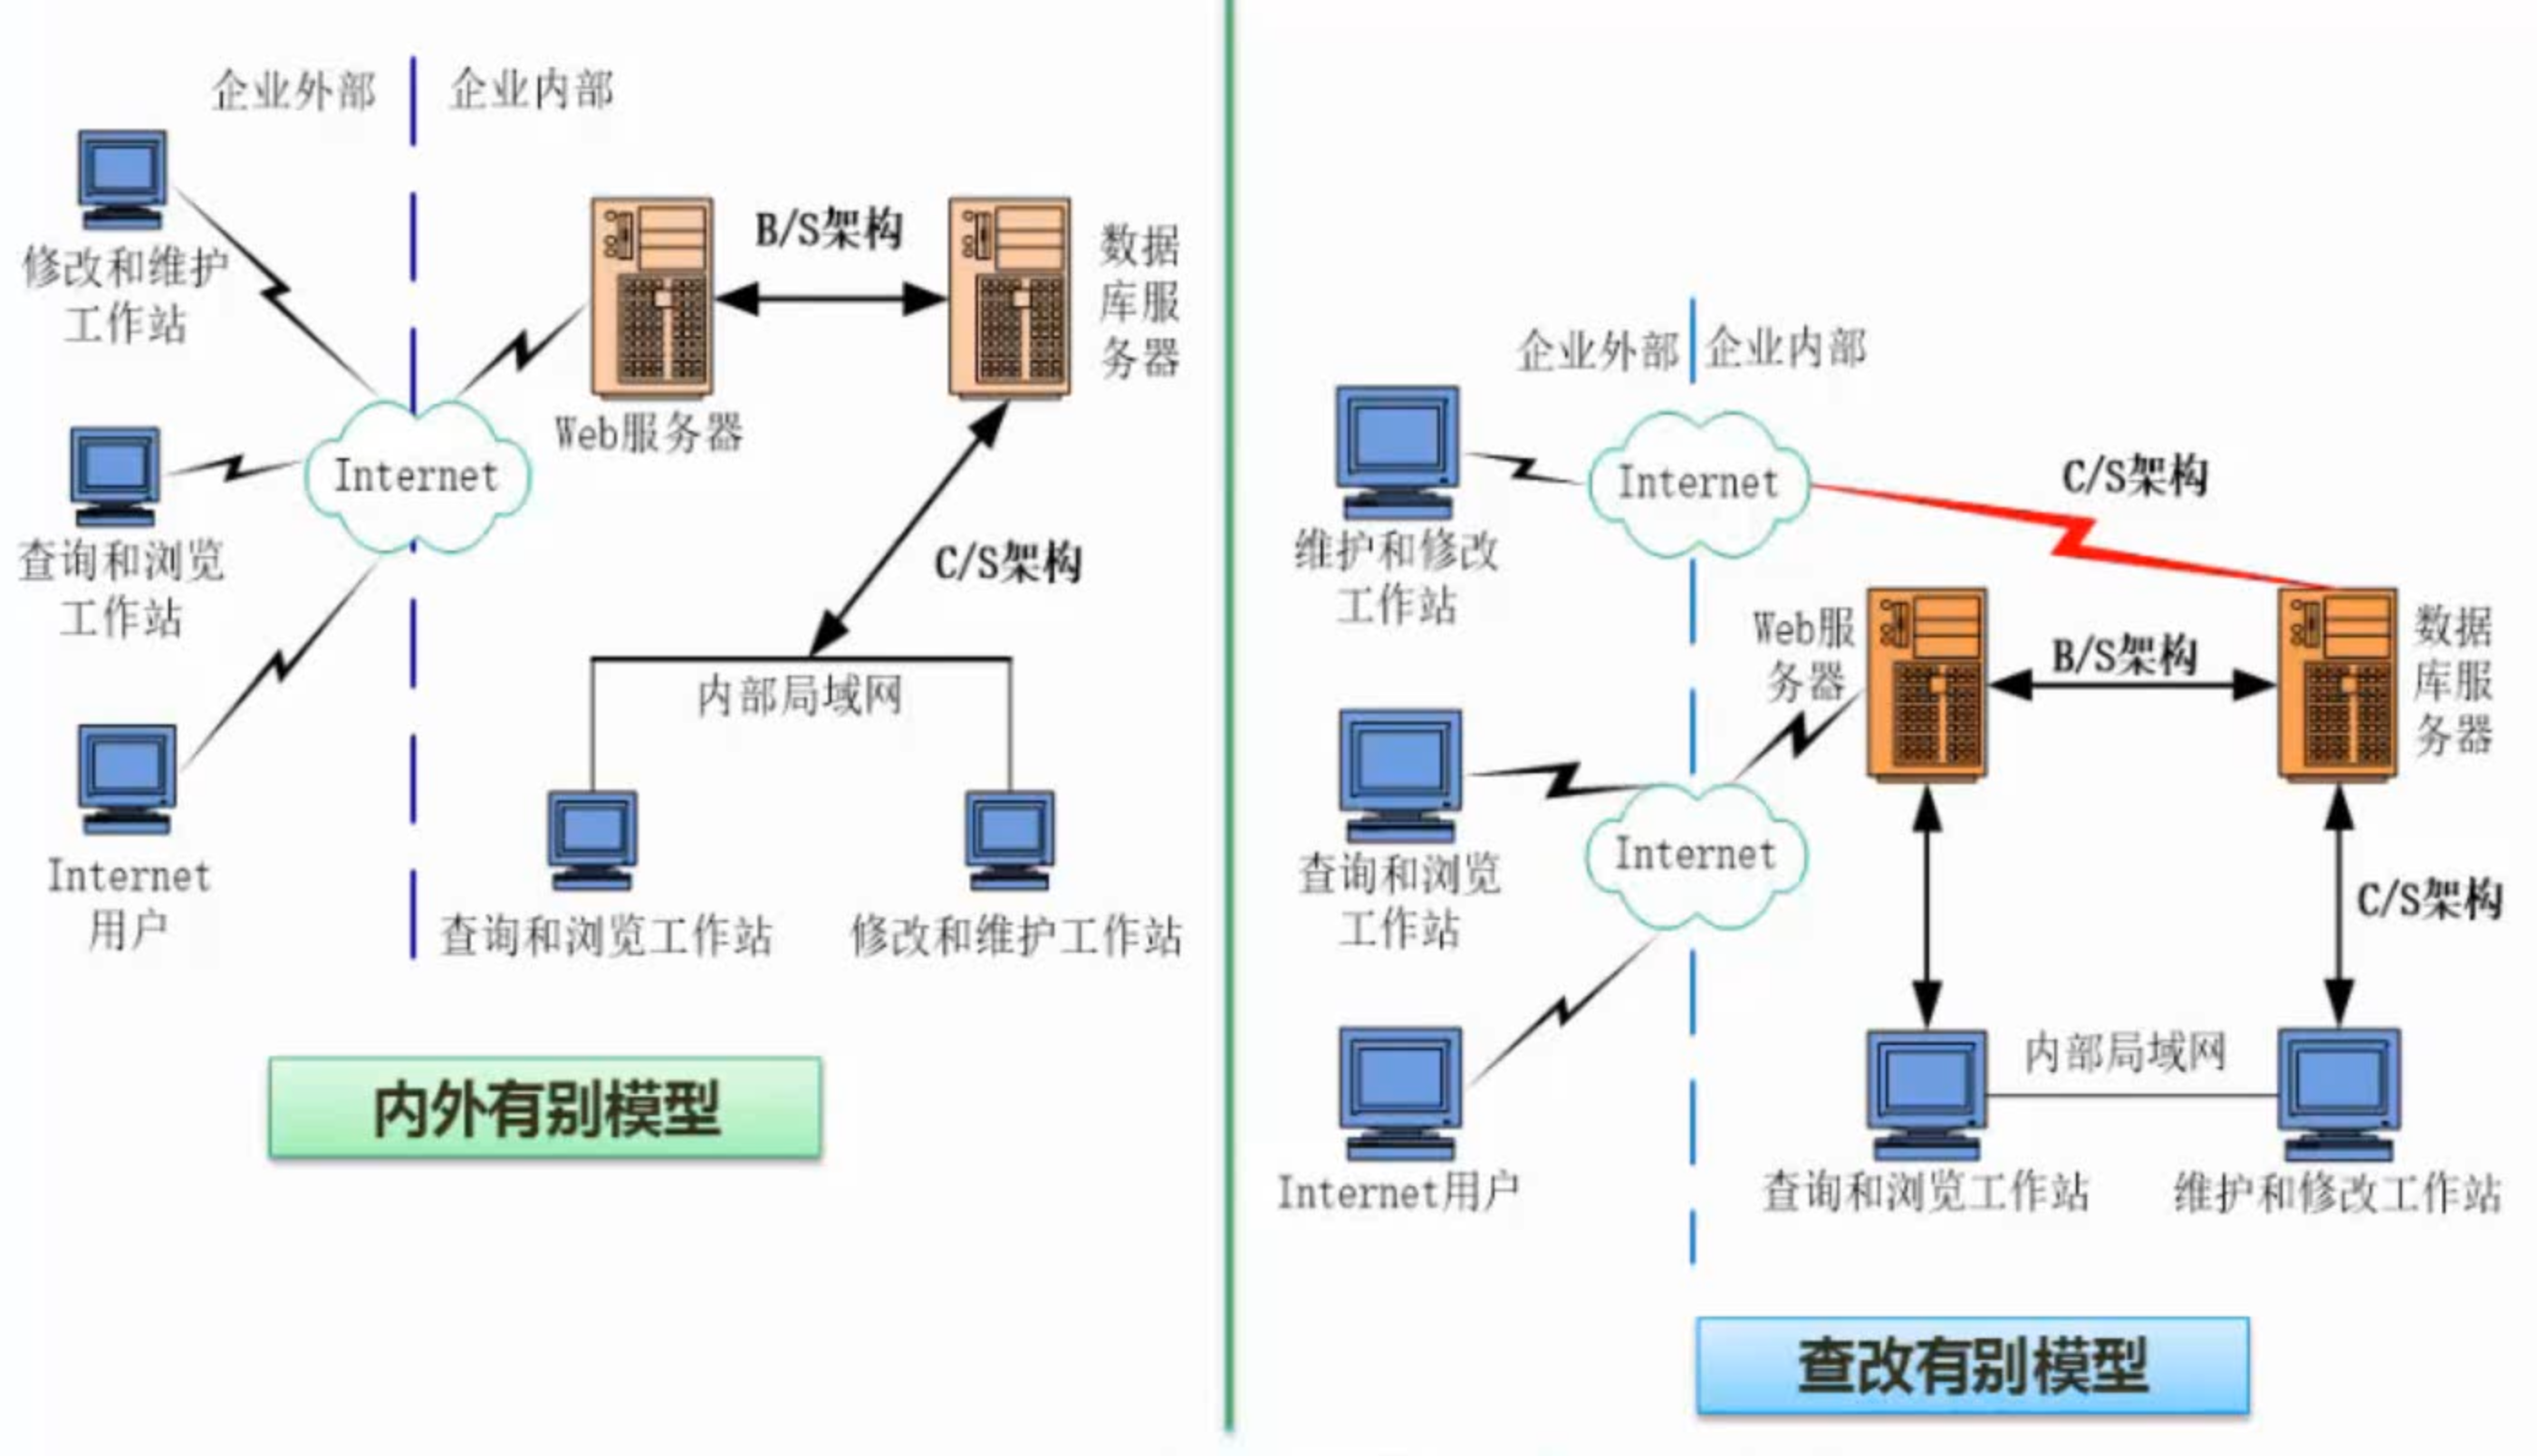 企业外部
企业内部
修改和维护
工作站
B/S架构
数据
库服
务器
Web服务器
Internet
查询和浏览
工作站
C/S架构
内部局域网
Internet
用户
查询和浏览工作站
修改和维护工作站
内外有别模型
企业外部
企业内部
Internet
C/S架构
维护和修改
工作站
Web服
务器
B/S架构
数据
库服
务器
Internet
查询和浏览
工作站
C/S架构
内部局域网
Internet用户
查询和浏览工作站
维护和修改工作站
查改有别模型